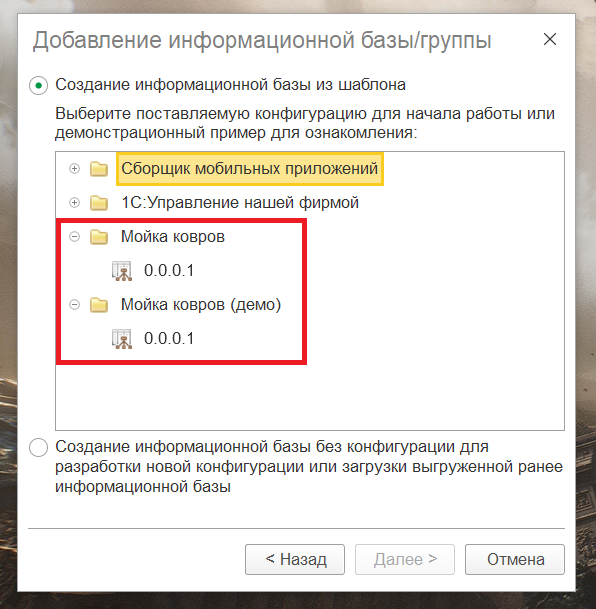 Добавление информационной базы/группы
Создание информационной базы из шаблона
Выберите поставляемую конфигурацию для начала работы или
демонстрационный пример для ознакомления:
Сборщик мобильных приложений
1С:Управление нашей фирмой
Мойка ковров
0.0.0.1
Мойка ковров (демо)
0.0.0.1
Создание информационной базы без конфигурации для
разработки новой конфигурации или загрузки выгруженной ранее
информационной базы
< Назад
Далее >
Отмена